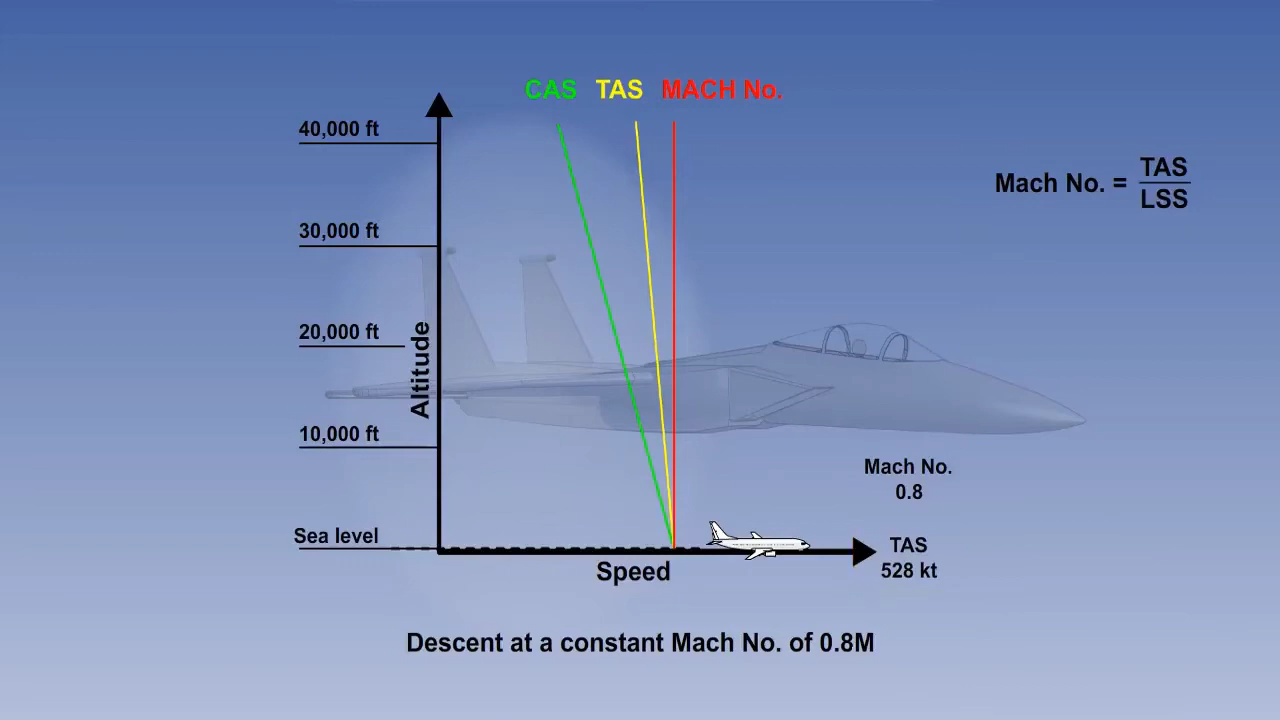 CAS TAS MACH No.
40,000 ft
Mach No. = TAS
LSS
30,000 ft
20,000 ft
Altitude
10,000 ft
Mach No.
0.8
Sea level
TAS
528 kt
Speed
Descent at a constant Mach No. of 0.8M